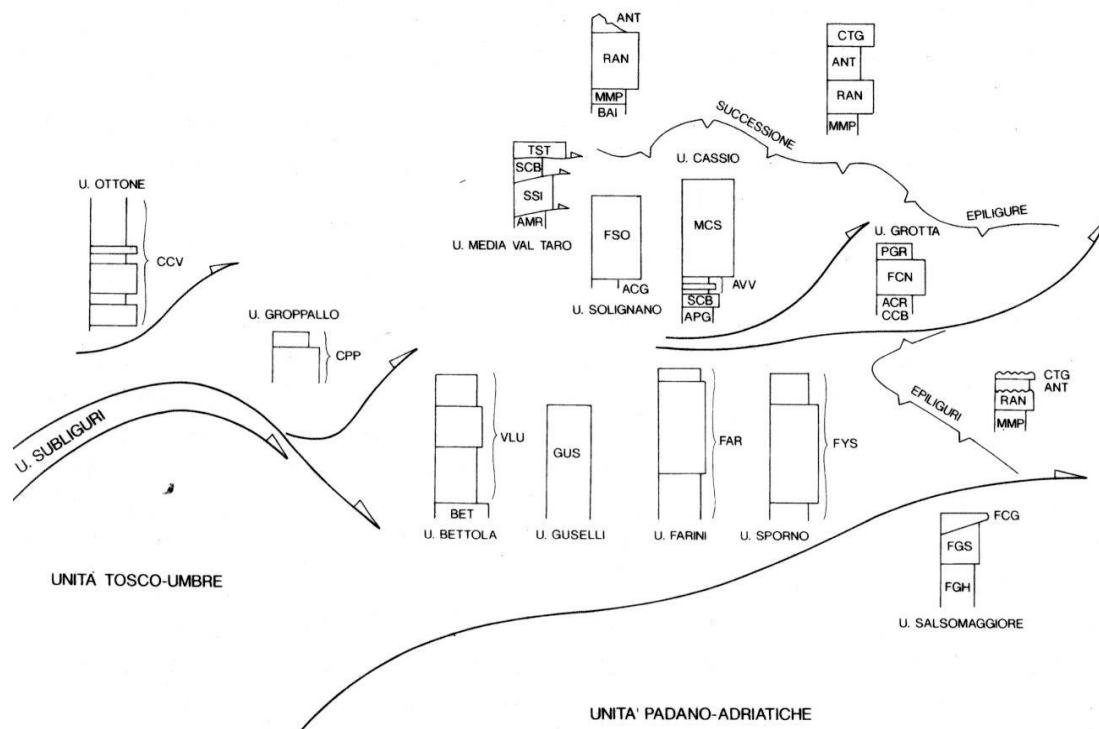 ANT
RAN
MMP
BAI
CTG
ANT
RAN
MMP
SUCCESSIONE
EPILIGURE
TST
SCB
SSI
AMR
U. MEDIA VAL TARO
U. CASSIO
MCS
AVV
SCB
APG
FSO
ACG
U. SOLIGNANO
U. OTTONE
CCV
U. GROTTA
PGR
FCN
ACR
CCB
U. GROPPALLO
CPP
U. SUBLIGURI
VLU
BET
U. BETTOLA
GUS
U. GUSELLI
FAR
U. FARINI
FYS
U. SPORNO
EPILIGURI
CTG
ANT
RAN
MMP
FCG
FGS
FGH
U. SALSOMAGGIORE
UNITÁ TOSCO-UMBRE
UNITA' PADANO-ADRIATICHE